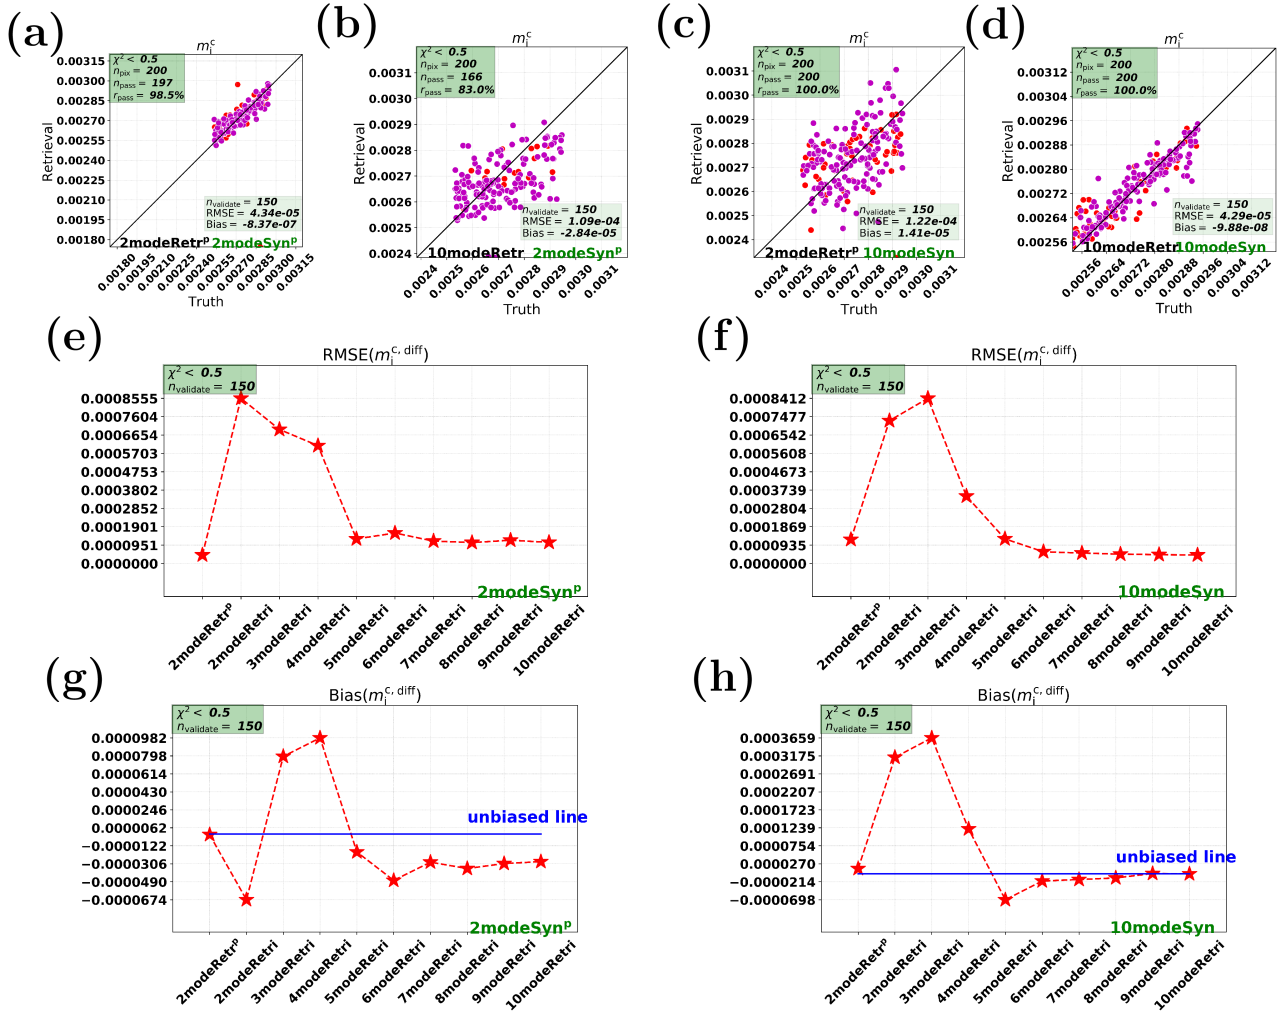 (a)
m_i^c
χ² < 0.5
n_pix = 200
n_pass = 197
r_pass = 98.5%
0.00315
0.00300
0.00285
0.00270
0.00255
0.00240
0.00225
0.00210
0.00195
0.00180
Retrieval
n_validate = 150
RMSE = 4.34e-05
Bias = -8.37e-07
2modeRetr^p 2modeSyn^p
0.00180 0.00195 0.00210 0.00225 0.00240 0.00255 0.00270 0.00285 0.00300 0.00315
Truth
(b)
m_i^c
χ² < 0.5
n_pix = 200
n_pass = 166
r_pass = 83.0%
0.0031
0.0030
0.0029
0.0028
0.0027
0.0026
0.0025
0.0024
Retrieval
n_validate = 150
RMSE = 1.09e-04
Bias = -2.84e-05
10modeRetr 2modeSyn^p
0.0024 0.0025 0.0026 0.0027 0.0028 0.0029 0.0030 0.0031
Truth
(c)
m_i^c
χ² < 0.5
n_pix = 200
n_pass = 200
r_pass = 100.0%
0.0031
0.0030
0.0029
0.0028
0.0027
0.0026
0.0025
0.0024
Retrieval
n_validate = 150
RMSE = 1.22e-04
Bias = 1.41e-05
2modeRetr^p 10modeSyn
0.0024 0.0025 0.0026 0.0027 0.0028 0.0029 0.0030 0.0031
Truth
(d)
m_i^c
χ² < 0.5
n_pix = 200
n_pass = 200
r_pass = 100.0%
0.00312
0.00304
0.00296
0.00288
0.00280
0.00272
0.00264
0.00256
Retrieval
n_validate = 150
RMSE = 4.29e-05
Bias = -9.88e-08
10modeRetr 10modeSyn
0.00256 0.00264 0.00272 0.00280 0.00288 0.00296 0.00304 0.00312
Truth
(e)
RMSE(m_i^{c, diff})
χ² < 0.5
n_validate = 150
0.0008555
0.0007604
0.0006654
0.0005703
0.0004753
0.0003802
0.0002852
0.0001901
0.0000951
0.0000000
2modeSyn^p
2modeRetr^p 2modeRetri 3modeRetri 4modeRetri 5modeRetri 6modeRetri 7modeRetri 8modeRetri 9modeRetri 10modeRetri
(f)
RMSE(m_i^{c, diff})
χ² < 0.5
n_validate = 150
0.0008412
0.0007477
0.0006542
0.0005608
0.0004673
0.0003739
0.0002804
0.0001869
0.0000935
0.0000000
10modeSyn
2modeRetr^p 2modeRetri 3modeRetri 4modeRetri 5modeRetri 6modeRetri 7modeRetri 8modeRetri 9modeRetri 10modeRetri
(g)
Bias(m_i^{c, diff})
χ² < 0.5
n_validate = 150
0.0000982
0.0000798
0.0000614
0.0000430
0.0000246
0.0000062
−0.0000122
−0.0000306
−0.0000490
−0.0000674
unbiased line
2modeSyn^p
2modeRetr^p 2modeRetri 3modeRetri 4modeRetri 5modeRetri 6modeRetri 7modeRetri 8modeRetri 9modeRetri 10modeRetri
(h)
Bias(m_i^{c, diff})
χ² < 0.5
n_validate = 150
0.0003659
0.0003175
0.0002691
0.0002207
0.0001723
0.0001239
0.0000754
0.0000270
−0.0000214
−0.0000698
unbiased line
10modeSyn
2modeRetr^p 2modeRetri 3modeRetri 4modeRetri 5modeRetri 6modeRetri 7modeRetri 8modeRetri 9modeRetri 10modeRetri